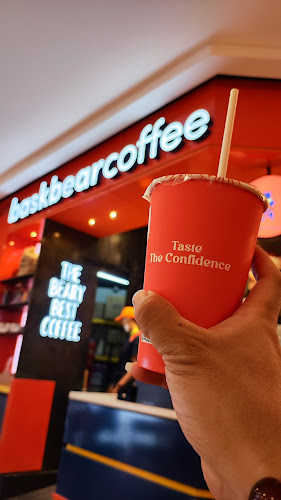 baskbearcoffee
THE
BEARY
BEST
COFFEE
Taste
The Confidence